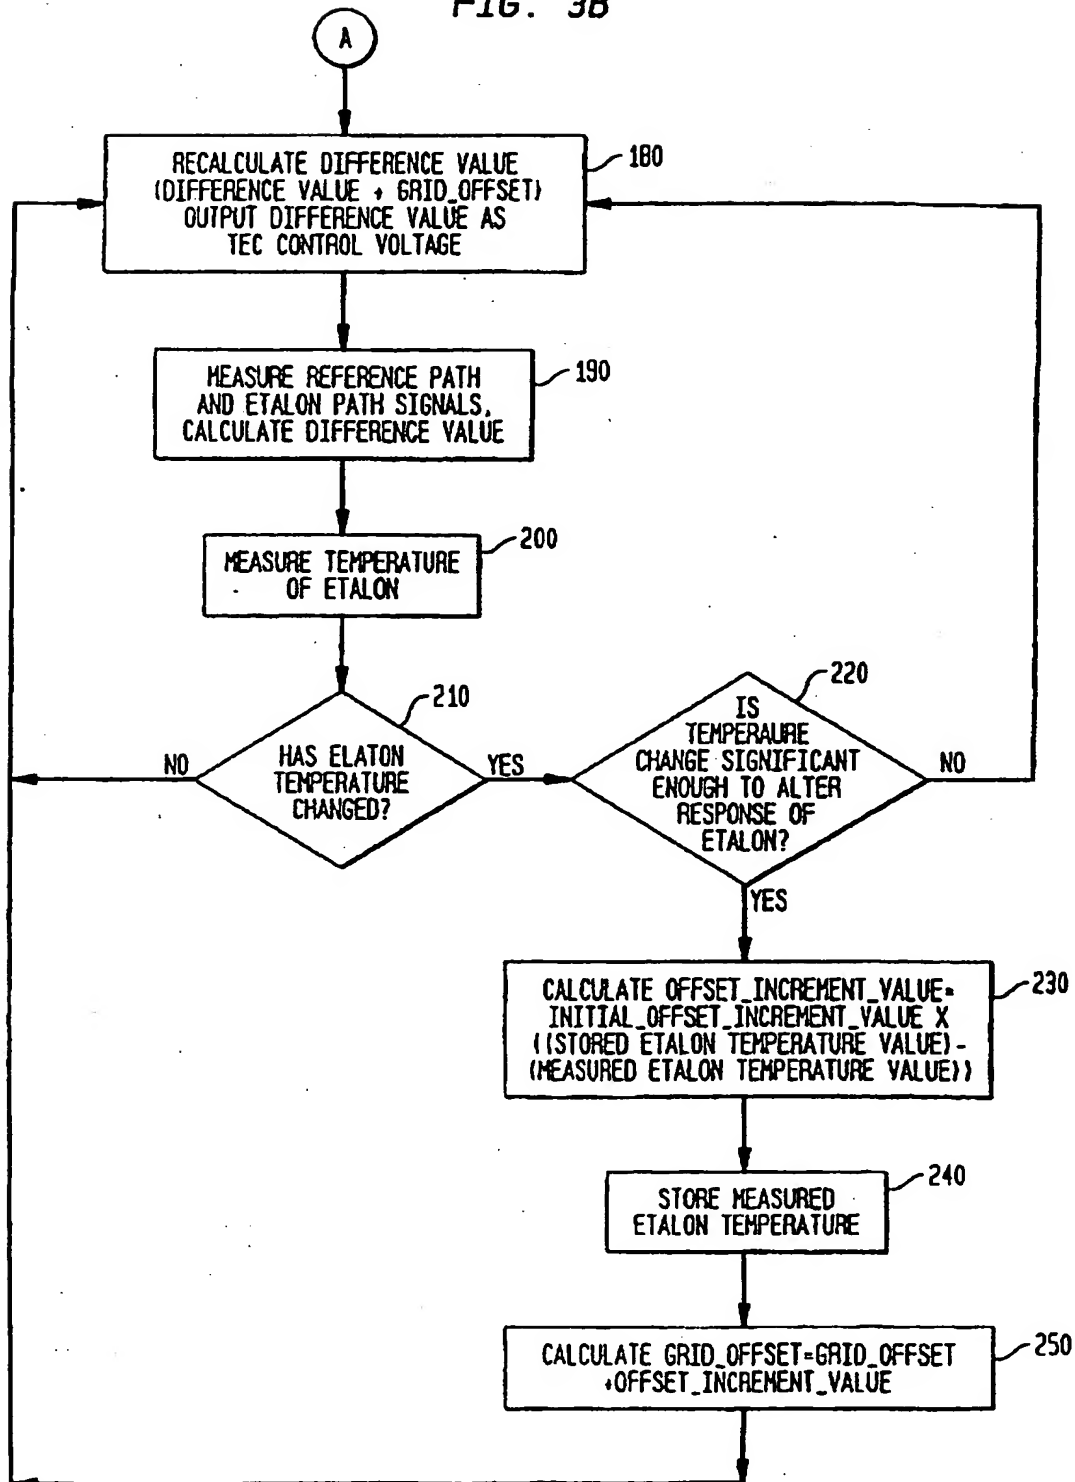 FIG. 3B
A
RECALCULATE DIFFERENCE VALUE
(DIFFERENCE VALUE + GRID_OFFSET)
OUTPUT DIFFERENCE VALUE AS
TEC CONTROL VOLTAGE
180
MEASURE REFERENCE PATH
AND ETALON PATH SIGNALS,
CALCULATE DIFFERENCE VALUE
190
MEASURE TEMPERATURE
OF ETALON
200
HAS ELATON
TEMPERATURE
CHANGED?
210
NO
YES
IS
TEMPERAURE
CHANGE SIGNIFICANT
ENOUGH TO ALTER
RESPONSE OF
ETALON?
220
NO
YES
CALCULATE OFFSET_INCREMENT_VALUE=
INITIAL_OFFSET_INCREMENT_VALUE X
((STORED ETALON TEMPERATURE VALUE)-
(MEASURED ETALON TEMPERATURE VALUE))
230
STORE MEASURED
ETALON TEMPERATURE
240
CALCULATE GRID_OFFSET=GRID_OFFSET
+OFFSET_INCREMENT_VALUE
250